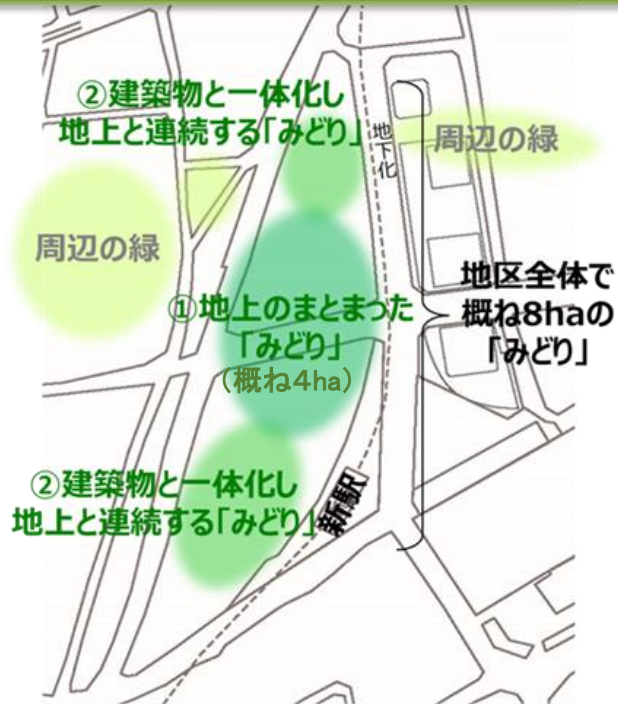 ②建築物と一体化し
地上と連続する「みどり」
地下化
周辺の緑
周辺の緑
①地上のまとまった
「みどり」
(概ね4ha)
地区全体で
概ね8haの
「みどり」
②建築物と一体化し
地上と連続する「みどり」
新駅